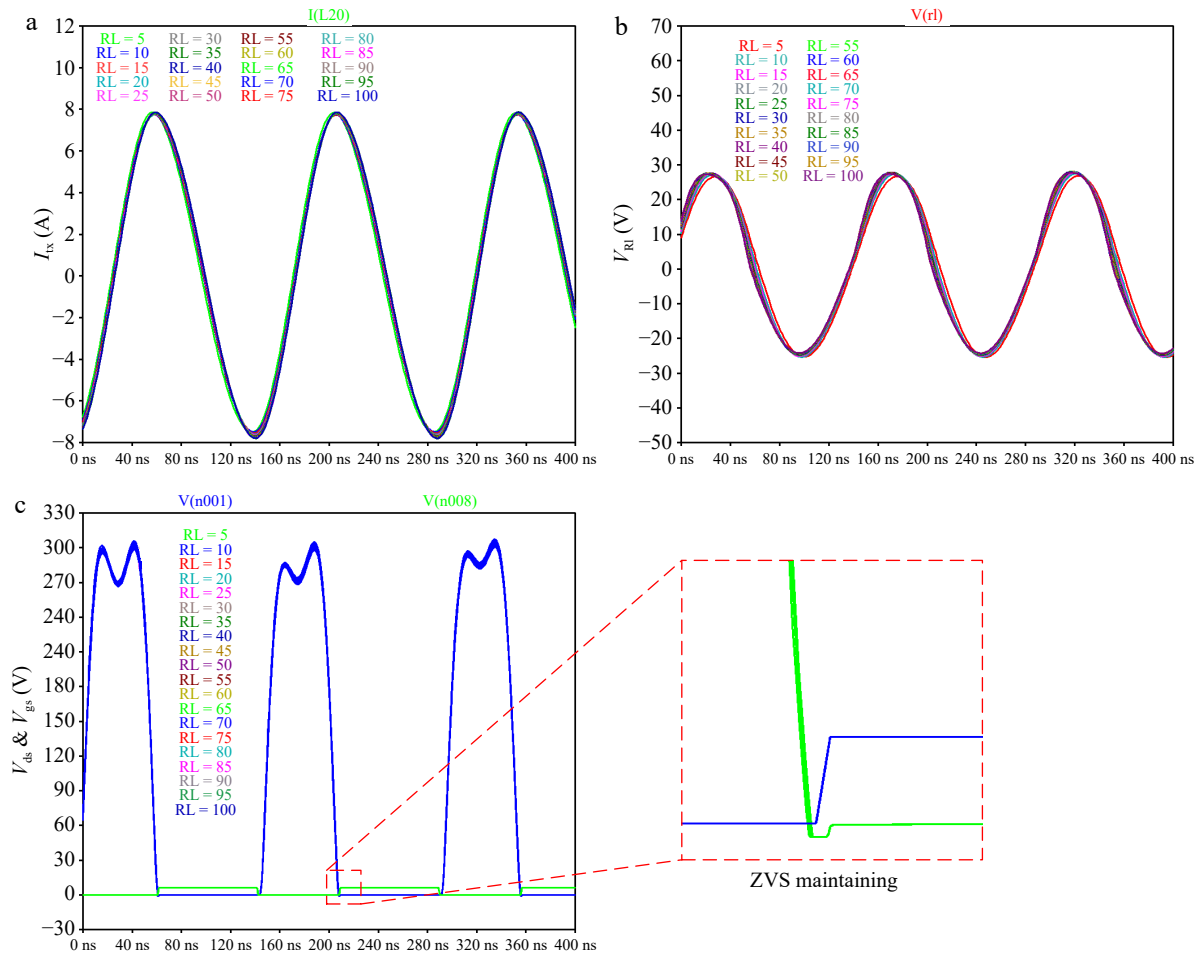 a
I(L20)
12
10
8
6
4
2
0
−2
−4
−6
−8
I_tx (A)
RL = 5 RL = 30 RL = 55 RL = 80
RL = 10 RL = 35 RL = 60 RL = 85
RL = 15 RL = 40 RL = 65 RL = 90
RL = 20 RL = 45 RL = 70 RL = 95
RL = 25 RL = 50 RL = 75 RL = 100
0 ns 40 ns 80 ns 120 ns 160 ns 200 ns 240 ns 280 ns 320 ns 360 ns 400 ns
b
V(rl)
70
60
50
40
30
20
10
0
−10
−20
−30
−40
−50
V_Rl (V)
RL = 5 RL = 55
RL = 10 RL = 60
RL = 15 RL = 65
RL = 20 RL = 70
RL = 25 RL = 75
RL = 30 RL = 80
RL = 35 RL = 85
RL = 40 RL = 90
RL = 45 RL = 95
RL = 50 RL = 100
0 ns 40 ns 80 ns 120 ns 160 ns 200 ns 240 ns 280 ns 320 ns 360 ns 400 ns
c
V(n001) V(n008)
330
300
270
240
210
180
150
120
90
60
30
0
−30
V_ds & V_gs (V)
RL = 5
RL = 10
RL = 15
RL = 20
RL = 25
RL = 30
RL = 35
RL = 40
RL = 45
RL = 50
RL = 55
RL = 60
RL = 65
RL = 70
RL = 75
RL = 80
RL = 85
RL = 90
RL = 95
RL = 100
0 ns 40 ns 80 ns 120 ns 160 ns 200 ns 240 ns 280 ns 320 ns 360 ns 400 ns
ZVS maintaining